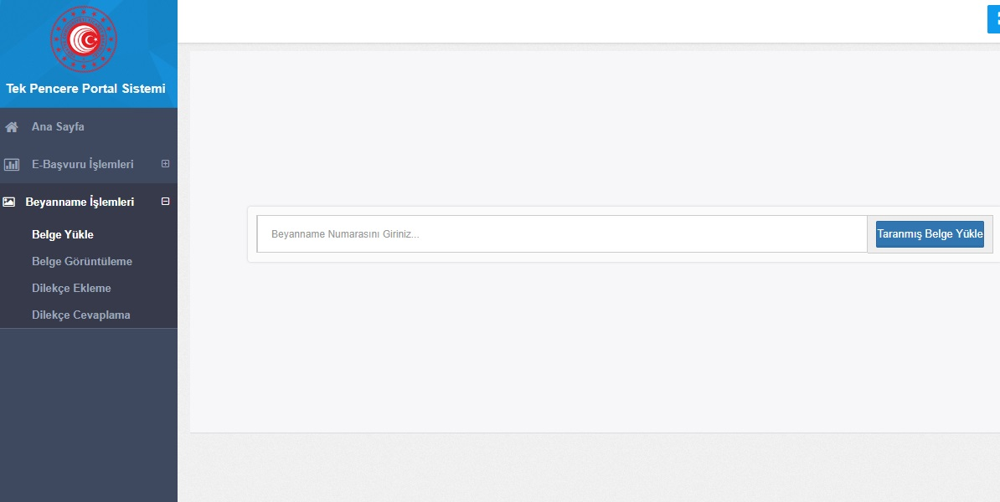 Tek Pencere Portal Sistemi
Ana Sayfa
E-Başvuru İşlemleri
Beyanname İşlemleri
Belge Yükle
Belge Görüntüleme
Dilekçe Ekleme
Dilekçe Cevaplama
Beyanname Numarasını Giriniz...
Taranmış Belge Yükle